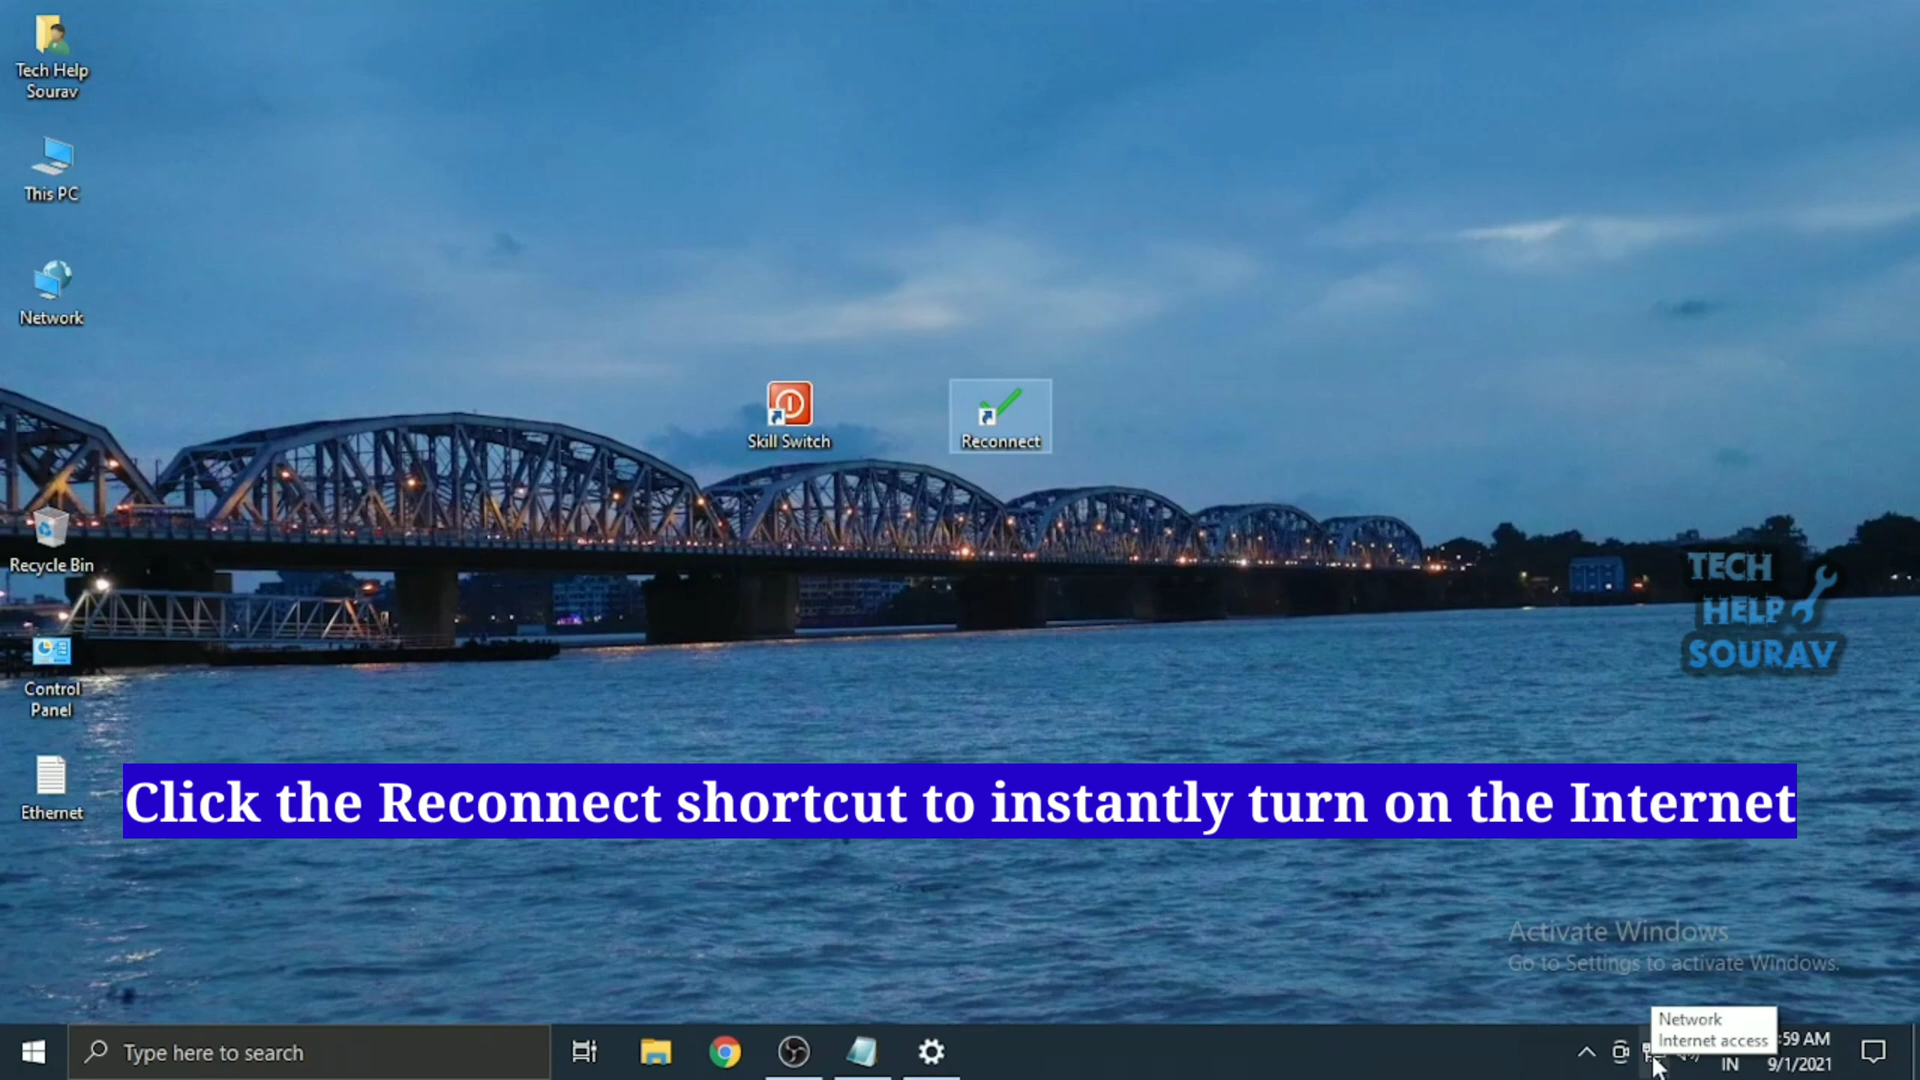 Tech Help
Sourav
This PC
Network
Skill Switch
Reconnect
Recycle Bin
TECH
HELP
SOURAV
Control
Panel
Ethernet
Click the Reconnect shortcut to instantly turn on the Internet
Activate Windows
Go to Settings to activate Windows.
Network
Internet access
Type here to search
:59 AM
IN
9/1/2021